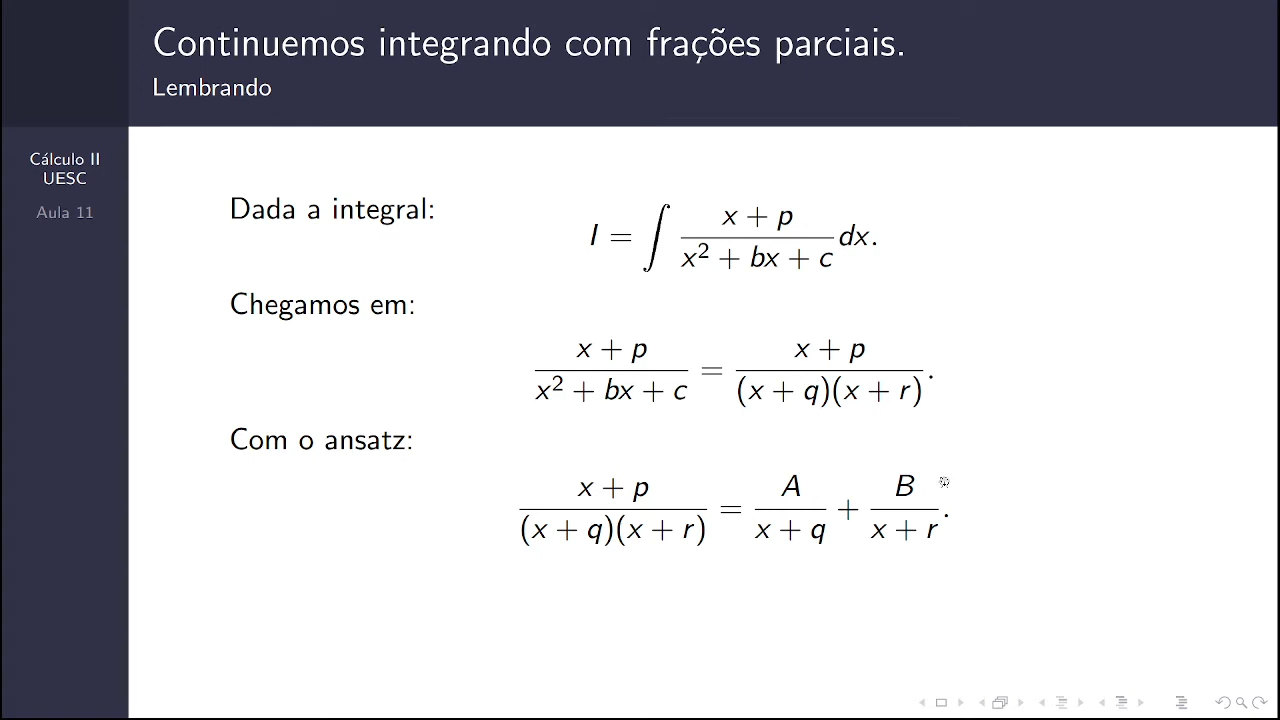 Continuemos integrando com frações parciais.
Lembrando
Cálculo II
UESC
Aula 11
Dada a integral:
I = ∫ (x + p)/(x² + bx + c) dx.
Chegamos em:
(x + p)/(x² + bx + c) = (x + p)/((x + q)(x + r)).
Com o ansatz:
(x + p)/((x + q)(x + r)) = A/(x + q) + B/(x + r).